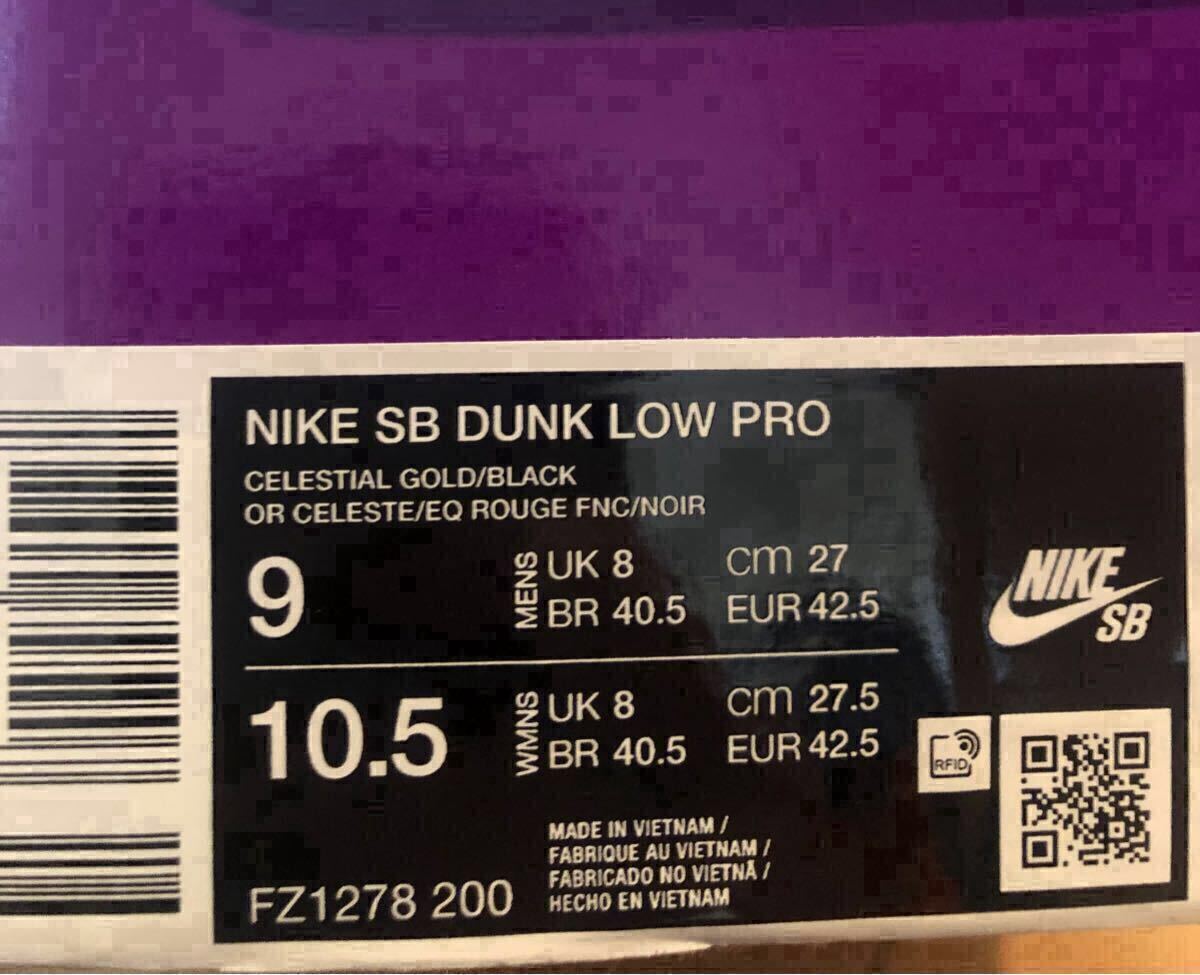 NIKE SB DUNK LOW PRO
CELESTIAL GOLD/BLACK
OR CELESTE/EQ ROUGE FNC/NOIR
9
MENS
UK 8 cm 27
BR 40.5 EUR 42.5
10.5
WMNS
UK 8 cm 27.5
BR 40.5 EUR 42.5
NIKE
SB
RFID
MADE IN VIETNAM /
FABRIQUE AU VIETNAM /
FABRICADO NO VIETNÃ /
HECHO EN VIETNAM
FZ1278 200